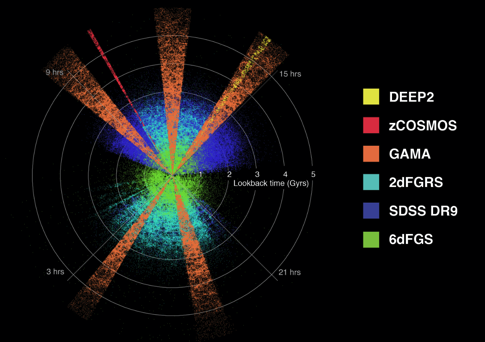 9 hrs
15 hrs
1 2 3 4 5
Lookback time (Gyrs)
3 hrs
21 hrs
DEEP2
zCOSMOS
GAMA
2dFGRS
SDSS DR9
6dFGS